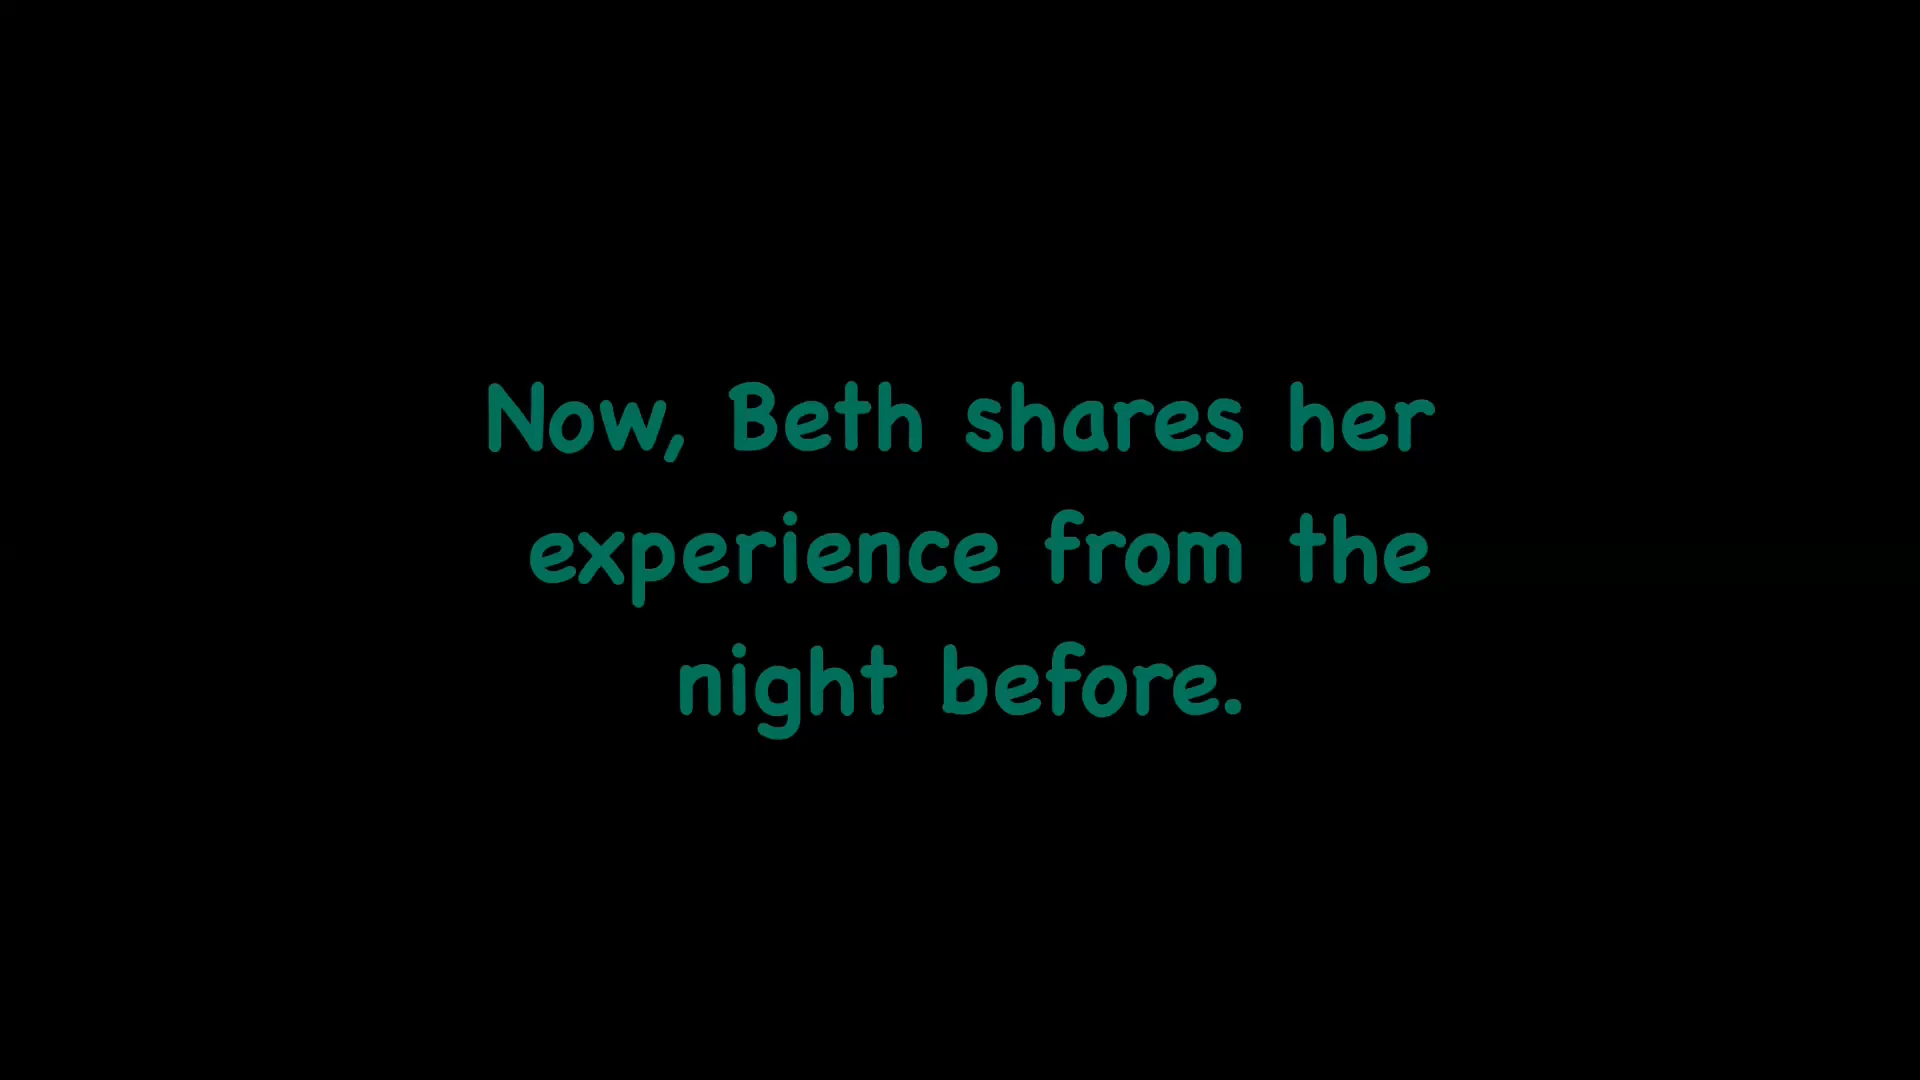 Now, Beth shares her
experience from the
night before.